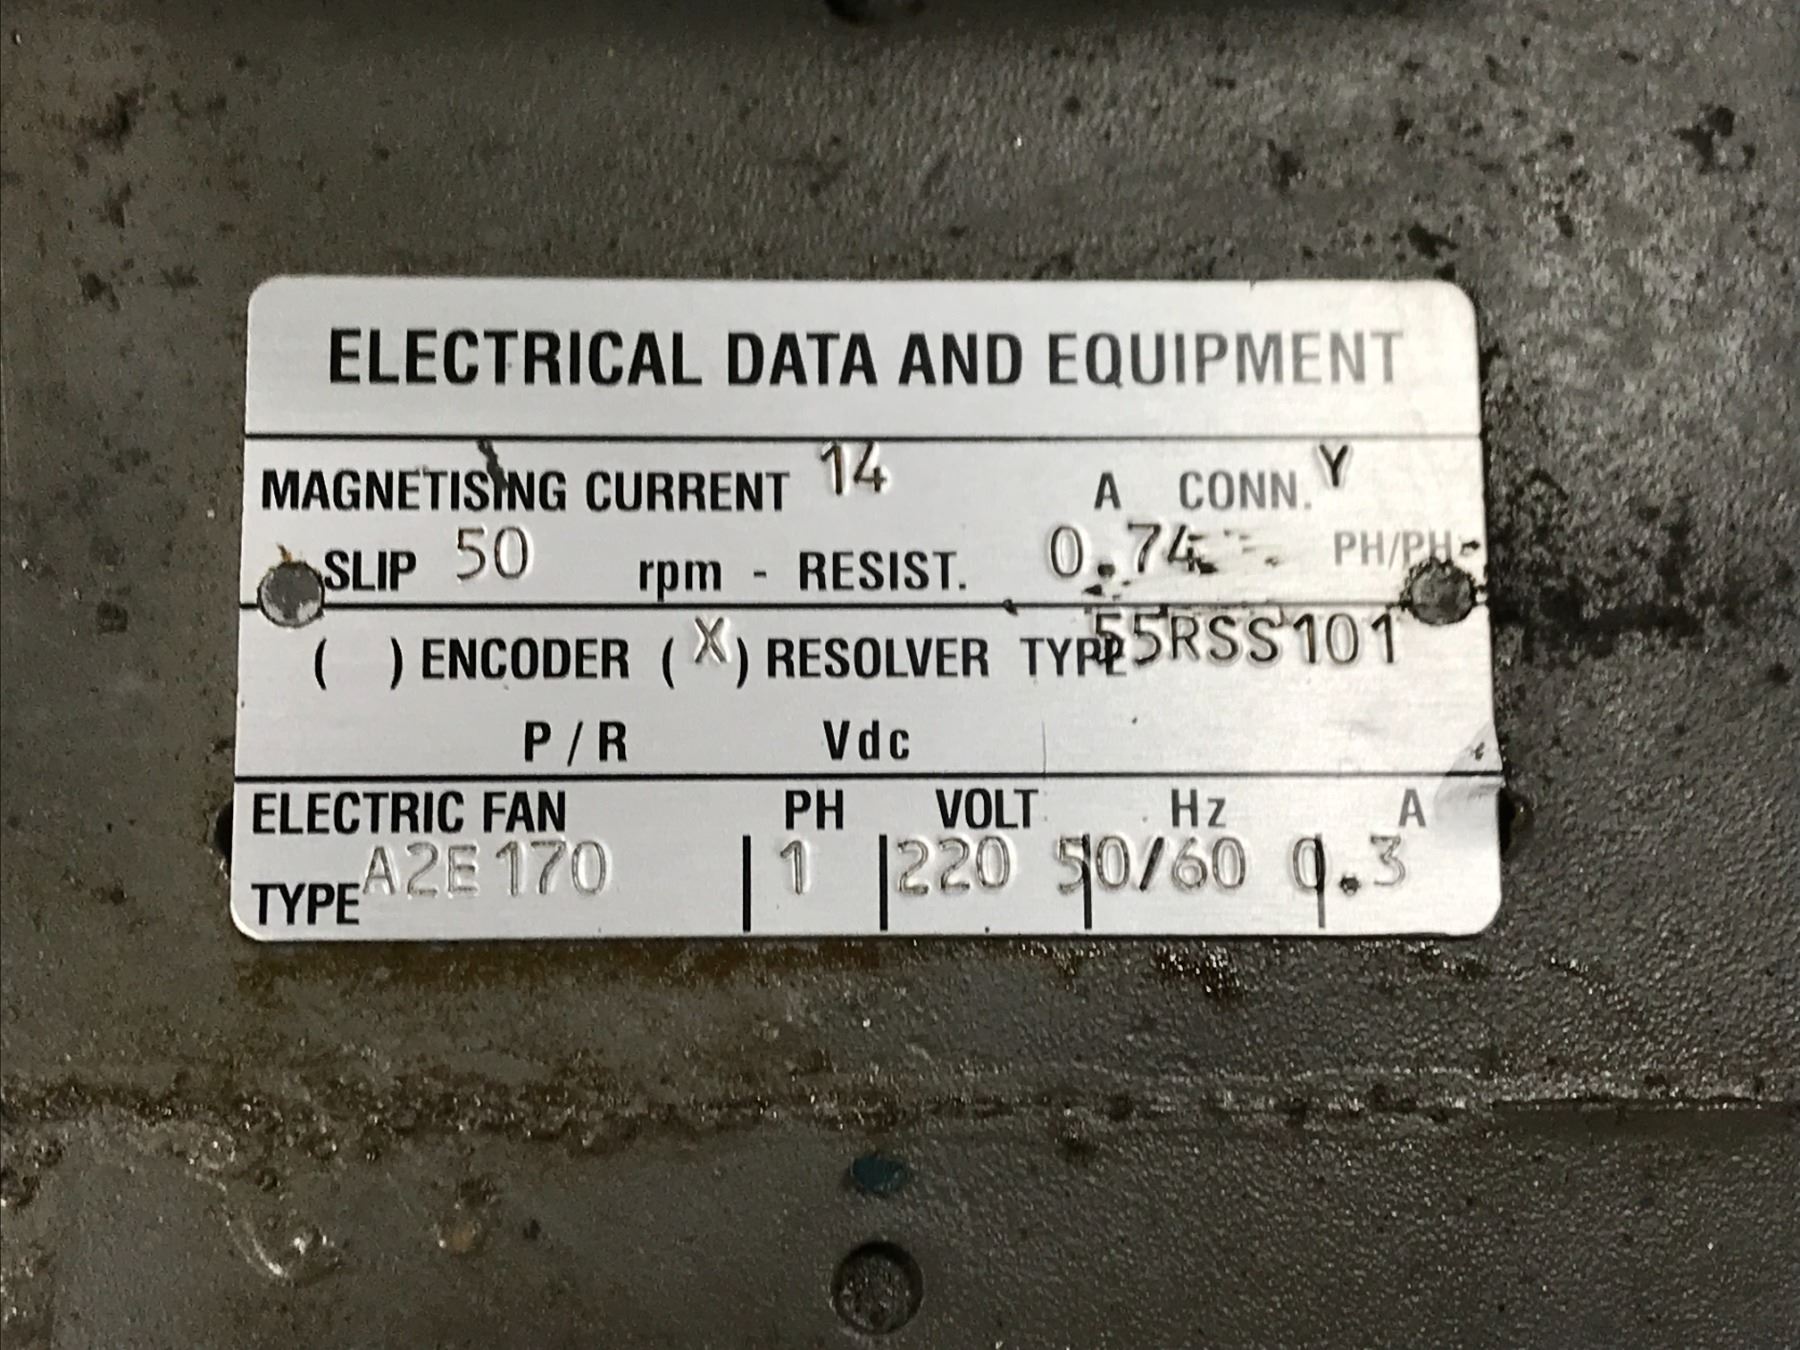 ELECTRICAL DATA AND EQUIPMENT
MAGNETISING CURRENT 14 A CONN. Y
SLIP 50 rpm - RESIST. 0.74 PH/PH
( ) ENCODER (X) RESOLVER TYPE 55RSS101
P/R Vdc
ELECTRIC FAN PH VOLT Hz A
TYPE A2E170 1 220 50/60 0.3